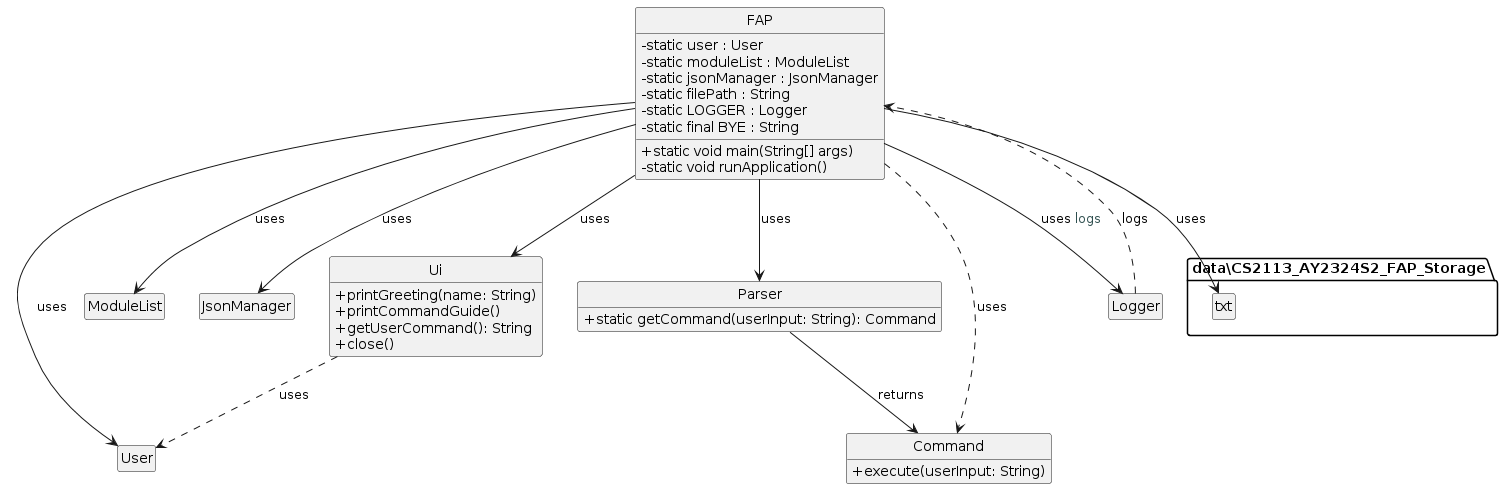 FAP
-static user : User
-static moduleList : ModuleList
-static jsonManager : JsonManager
-static filePath : String
-static LOGGER : Logger
-static final BYE : String
+static void main(String[] args)
-static void runApplication()
uses
uses
uses
uses
uses logs
logs
uses
Ui
+printGreeting(name: String)
+printCommandGuide()
+getUserCommand(): String
+close()
data\CS2113_AY2324S2_FAP_Storage
ModuleList
JsonManager
Parser
+static getCommand(userInput: String): Command
Logger
txt
uses
uses
uses
returns
User
Command
+execute(userInput: String)